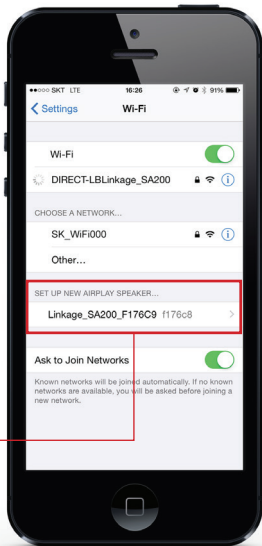 SKT LTE 16:26 91%
Settings Wi-Fi
Wi-Fi
DIRECT-LBLinkage_SA200
CHOOSE A NETWORK...
SK_WiFi000
Other...
SET UP NEW AIRPLAY SPEAKER...
Linkage_SA200_F176C9 f176c8
Ask to Join Networks
Known networks will be joined automatically. If no known
networks are available, you will be asked before joining a
new network.